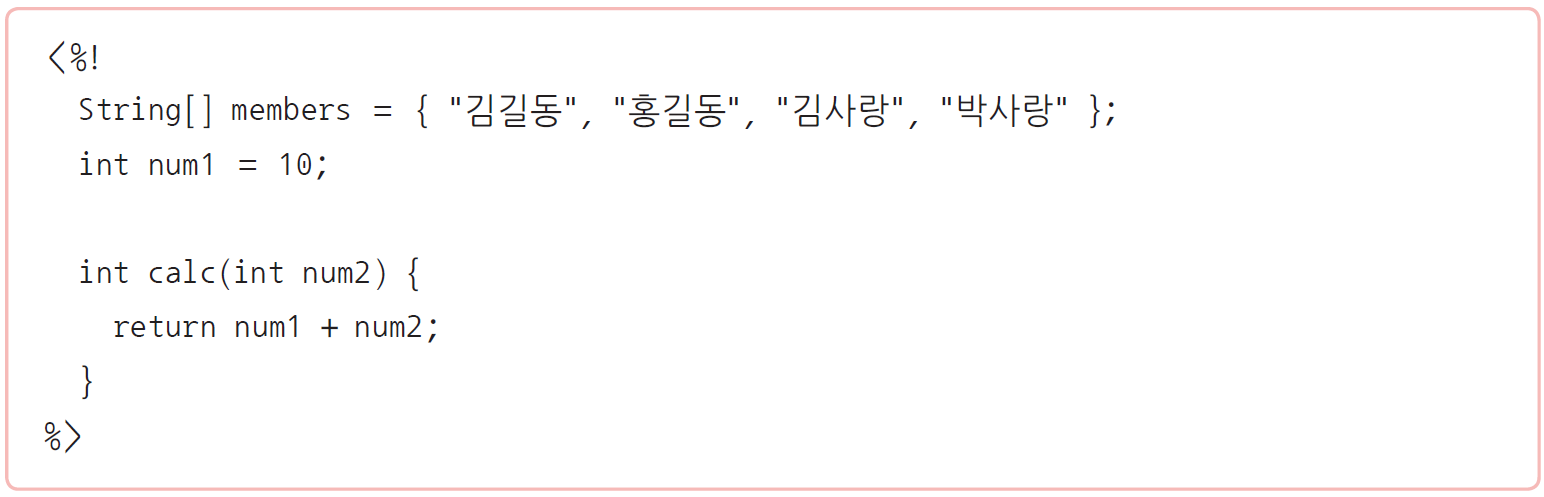 <%!
String[] members = { "김길동", "홍길동", "김사랑", "박사랑" };
int num1 = 10;
int calc(int num2) {
return num1 + num2;
}
%>